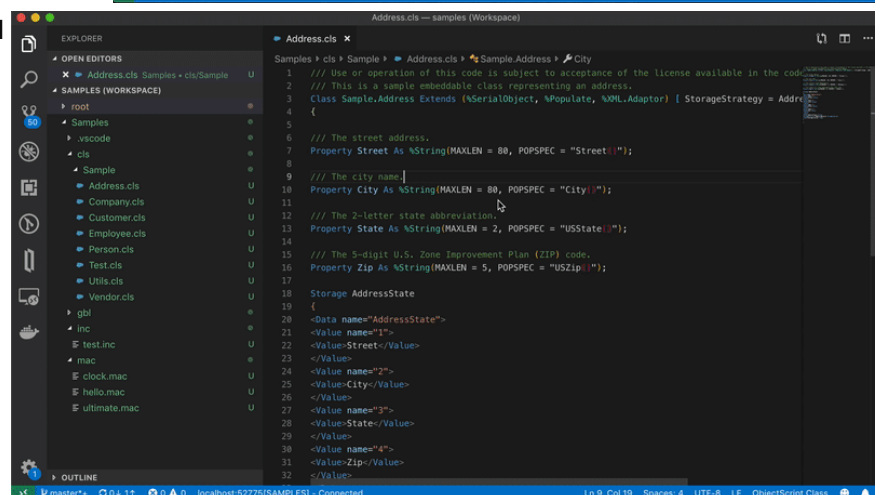 Address.cls — samples (Workspace)
EXPLORER
OPEN EDITORS
Address.cls Samples • cls/Sample U
SAMPLES (WORKSPACE)
root
Samples
.vscode
cls
Sample
Address.cls U
Company.cls U
Customer.cls U
Employee.cls U
Person.cls U
Test.cls U
Utils.cls U
Vendor.cls U
gbl
inc
test.inc U
mac
clock.mac U
hello.mac U
ultimate.mac U
OUTLINE
50
1
Address.cls
Samples cls Sample Address.cls Sample.Address City
1 /// Use or operation of this code is subject to acceptance of the license available in the code
2 /// This is a sample embeddable class representing an address.
3 Class Sample.Address Extends (%SerialObject, %Populate, %XML.Adaptor) [ StorageStrategy = Addre
4 {
5
6 /// The street address.
7 Property Street As %String(MAXLEN = 80, POPSPEC = "Street()");
8
9 /// The city name.
10 Property City As %String(MAXLEN = 80, POPSPEC = "City()");
11
12 /// The 2-letter state abbreviation.
13 Property State As %String(MAXLEN = 2, POPSPEC = "USState()");
14
15 /// The 5-digit U.S. Zone Improvement Plan (ZIP) code.
16 Property Zip As %String(MAXLEN = 5, POPSPEC = "USZip()");
17
18 Storage AddressState
19 {
20 <Data name="AddressState">
21 <Value name="1">
22 <Value>Street</Value>
23 </Value>
24 <Value name="2">
25 <Value>City</Value>
26 </Value>
27 <Value name="3">
28 <Value>State</Value>
29 </Value>
30 <Value name="4">
31 <Value>Zip</Value>
32 </Value>
master*+ 0↓ 1↑ 0 0 localhost:52775[SAMPLES] - Connected Ln 9, Col 19 Spaces: 4 UTF-8 LF ObjectScript Class